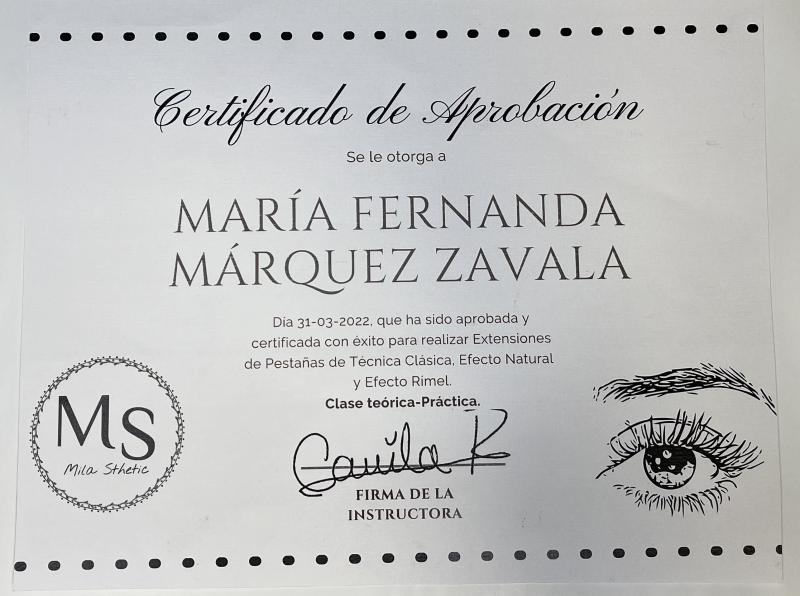 Certificado de Aprobación
Se le otorga a
MARÍA FERNANDA
MÁRQUEZ ZAVALA
Día 31-03-2022, que ha sido aprobada y
certificada con éxito para realizar Extensiones
de Pestañas de Técnica Clásica, Efecto Natural
y Efecto Rimel.
Clase teórica-Práctica.
MS
Mila Sthetic
Camila R
FIRMA DE LA
INSTRUCTORA